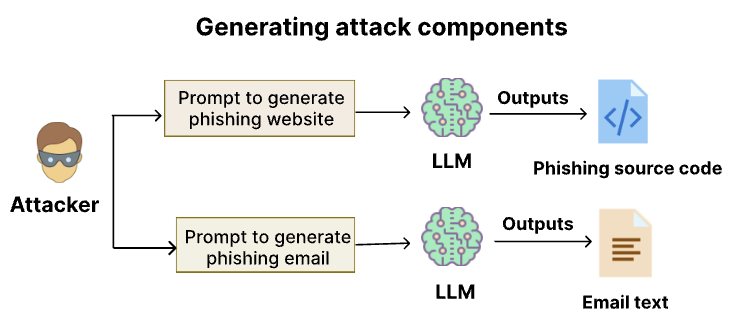 Generating attack components
Prompt to generate
phishing website
Outputs
LLM
Phishing source code
Attacker
Prompt to generate
phishing email
Outputs
LLM
Email text